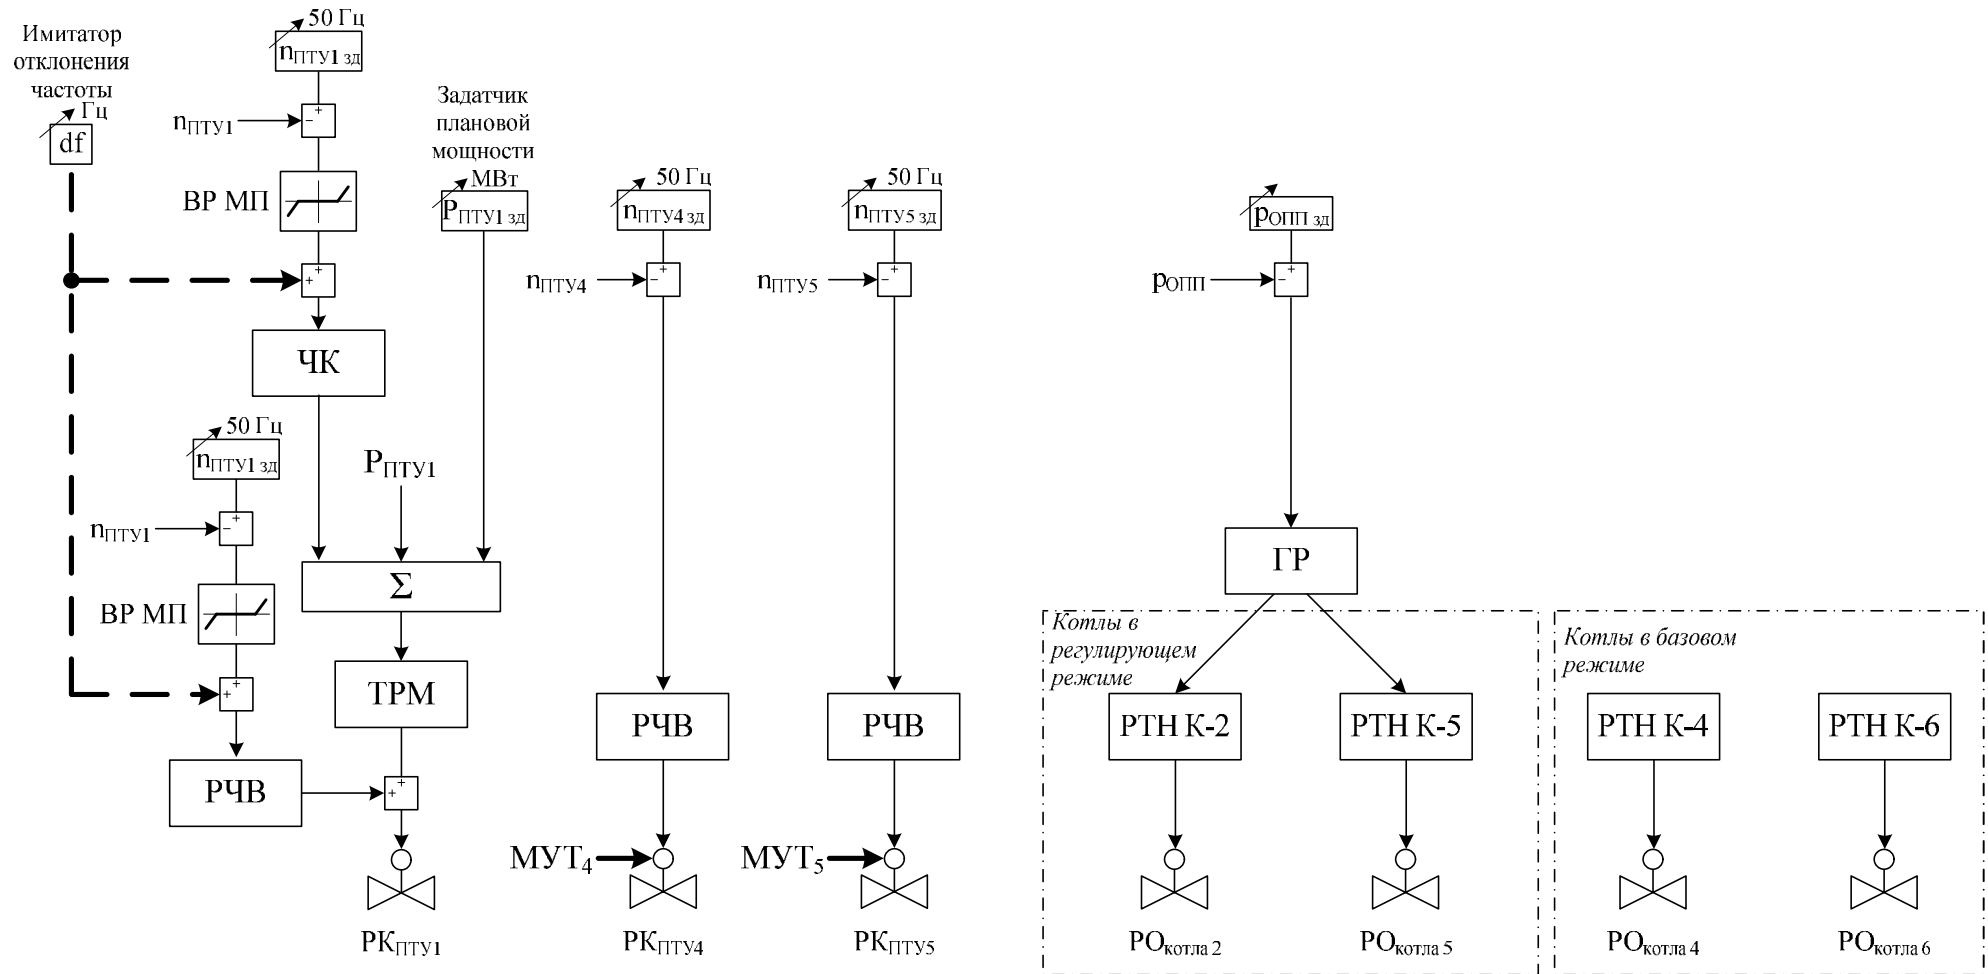 Имитатор
отклонения
частоты
Гц
df
50 Гц
nПТУ1 зд
nПТУ1
+
−
ВР МП
+
+
ЧК
Задатчик
плановой
мощности
МВт
PПТУ1 зд
50 Гц
nПТУ1 зд
nПТУ1
+
−
ВР МП
+
+
РЧВ
PПТУ1
Σ
ТРМ
+
+
РКПТУ1
50 Гц
nПТУ4 зд
nПТУ4
+
−
РЧВ
МУТ4
РКПТУ4
50 Гц
nПТУ5 зд
nПТУ5
+
−
РЧВ
МУТ5
РКПТУ5
pОПП зд
pОПП
+
−
ГР
Котлы в
регулирующем
режиме
РТН К-2
РТН К-5
РОкотла 2
РОкотла 5
Котлы в базовом
режиме
РТН К-4
РТН К-6
РОкотла 4
РОкотла 6